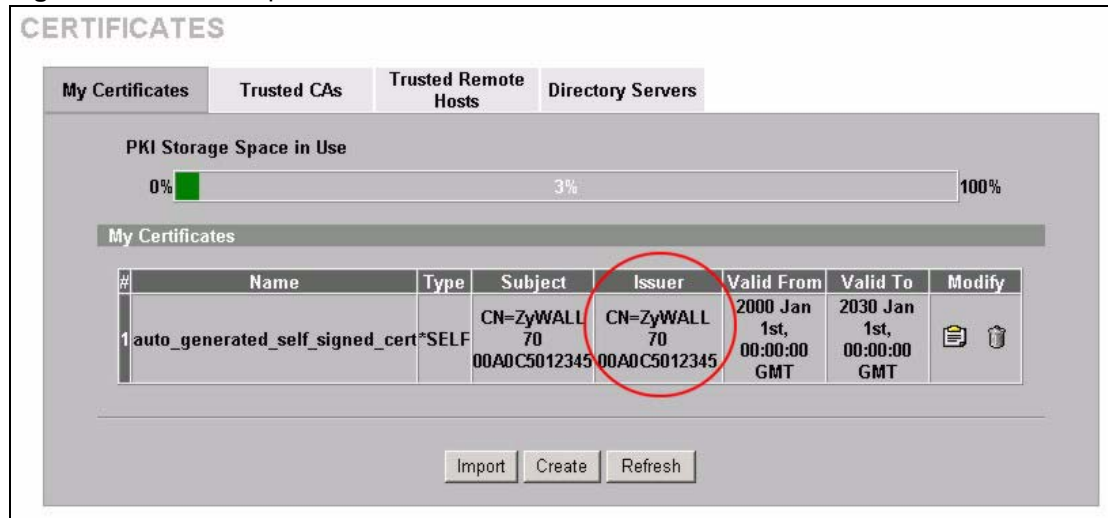 CERTIFICATES
My Certificates
Trusted CAs
Trusted Remote
Hosts
Directory Servers
PKI Storage Space in Use
0%
3%
100%
My Certificates
# Name Type Subject Issuer Valid From Valid To Modify
1 auto_generated_self_signed_cert *SELF
CN=ZyWALL
70
00A0C5012345
CN=ZyWALL
70
00A0C5012345
2000 Jan
1st,
00:00:00
GMT
2030 Jan
1st,
00:00:00
GMT
Import Create Refresh